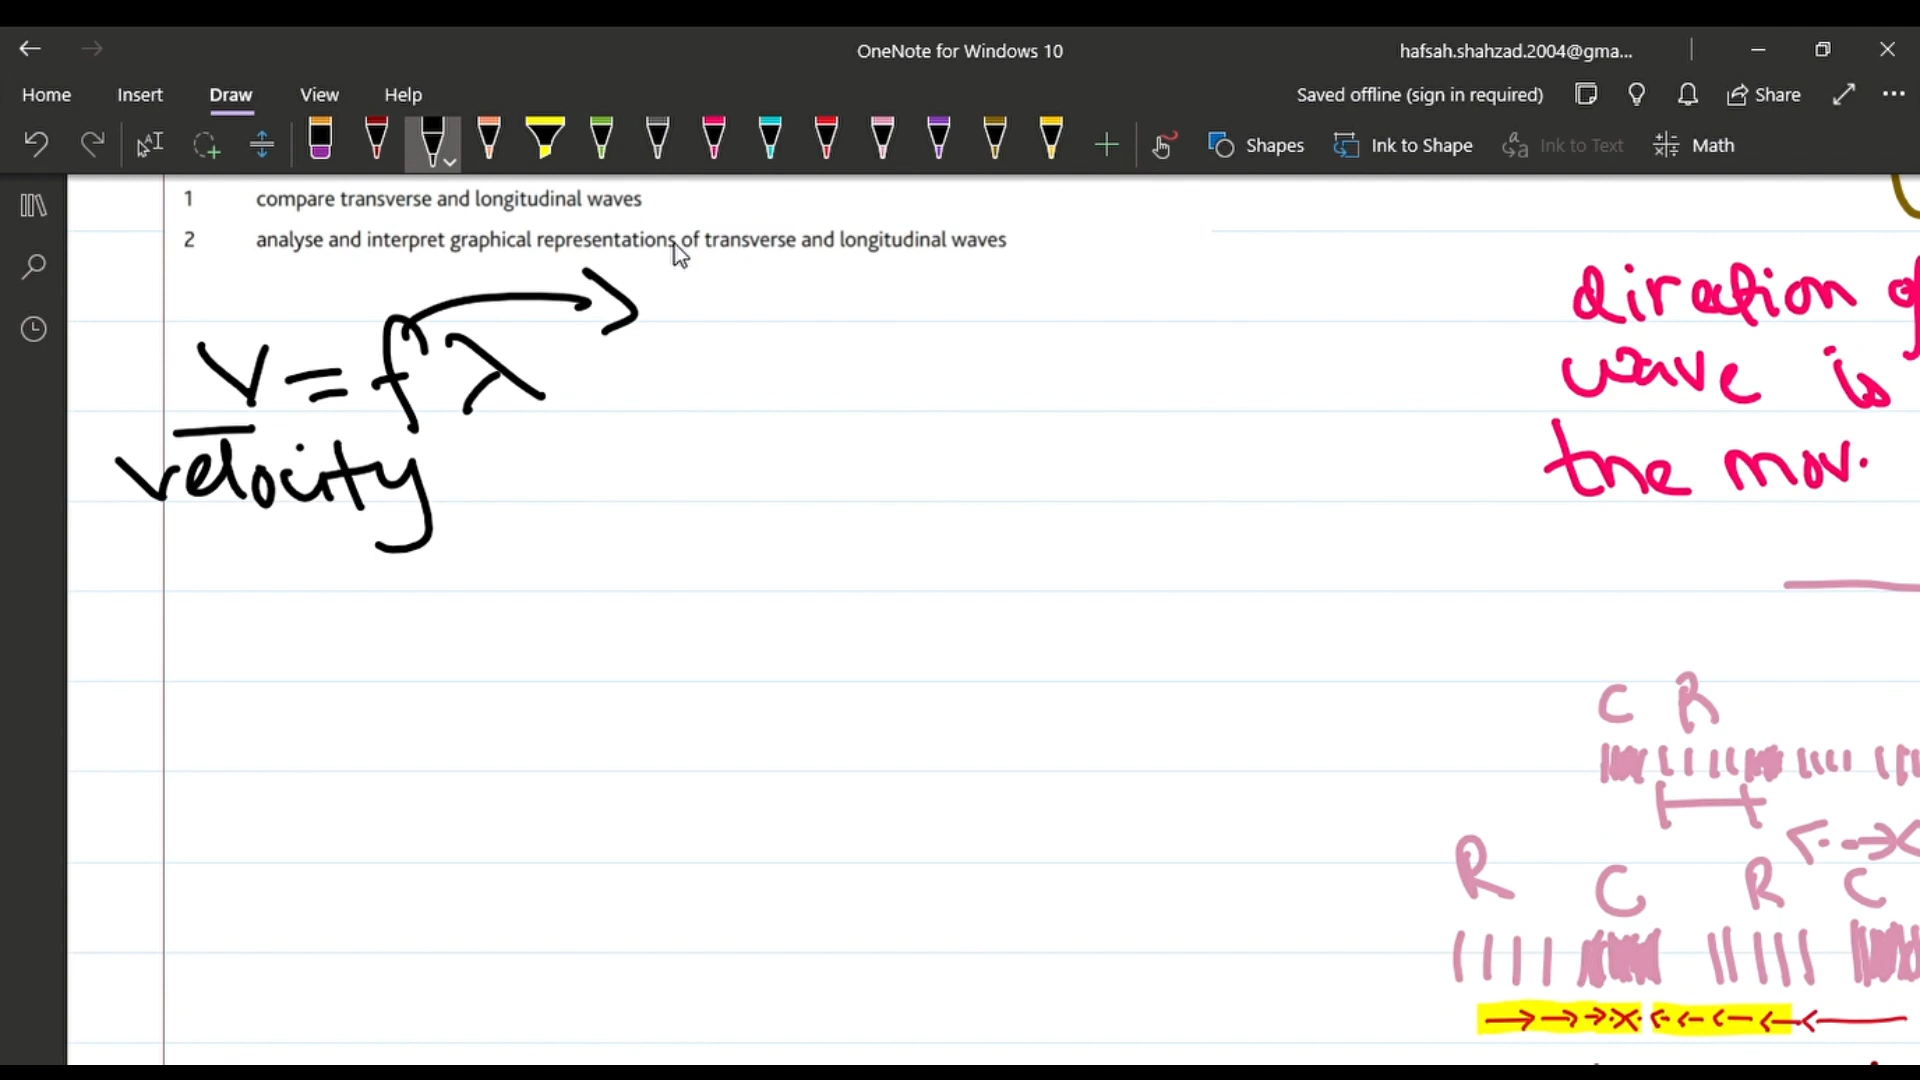 OneNote for Windows 10
hafsah.shahzad.2004@gma...
Home Insert Draw View Help
Saved offline (sign in required) Share
Shapes Ink to Shape Ink to Text Math
1 compare transverse and longitudinal waves
2 analyse and interpret graphical representations of transverse and longitudinal waves
v = fλ
velocity
direction of
wave is
the mov.
C R
R C R C